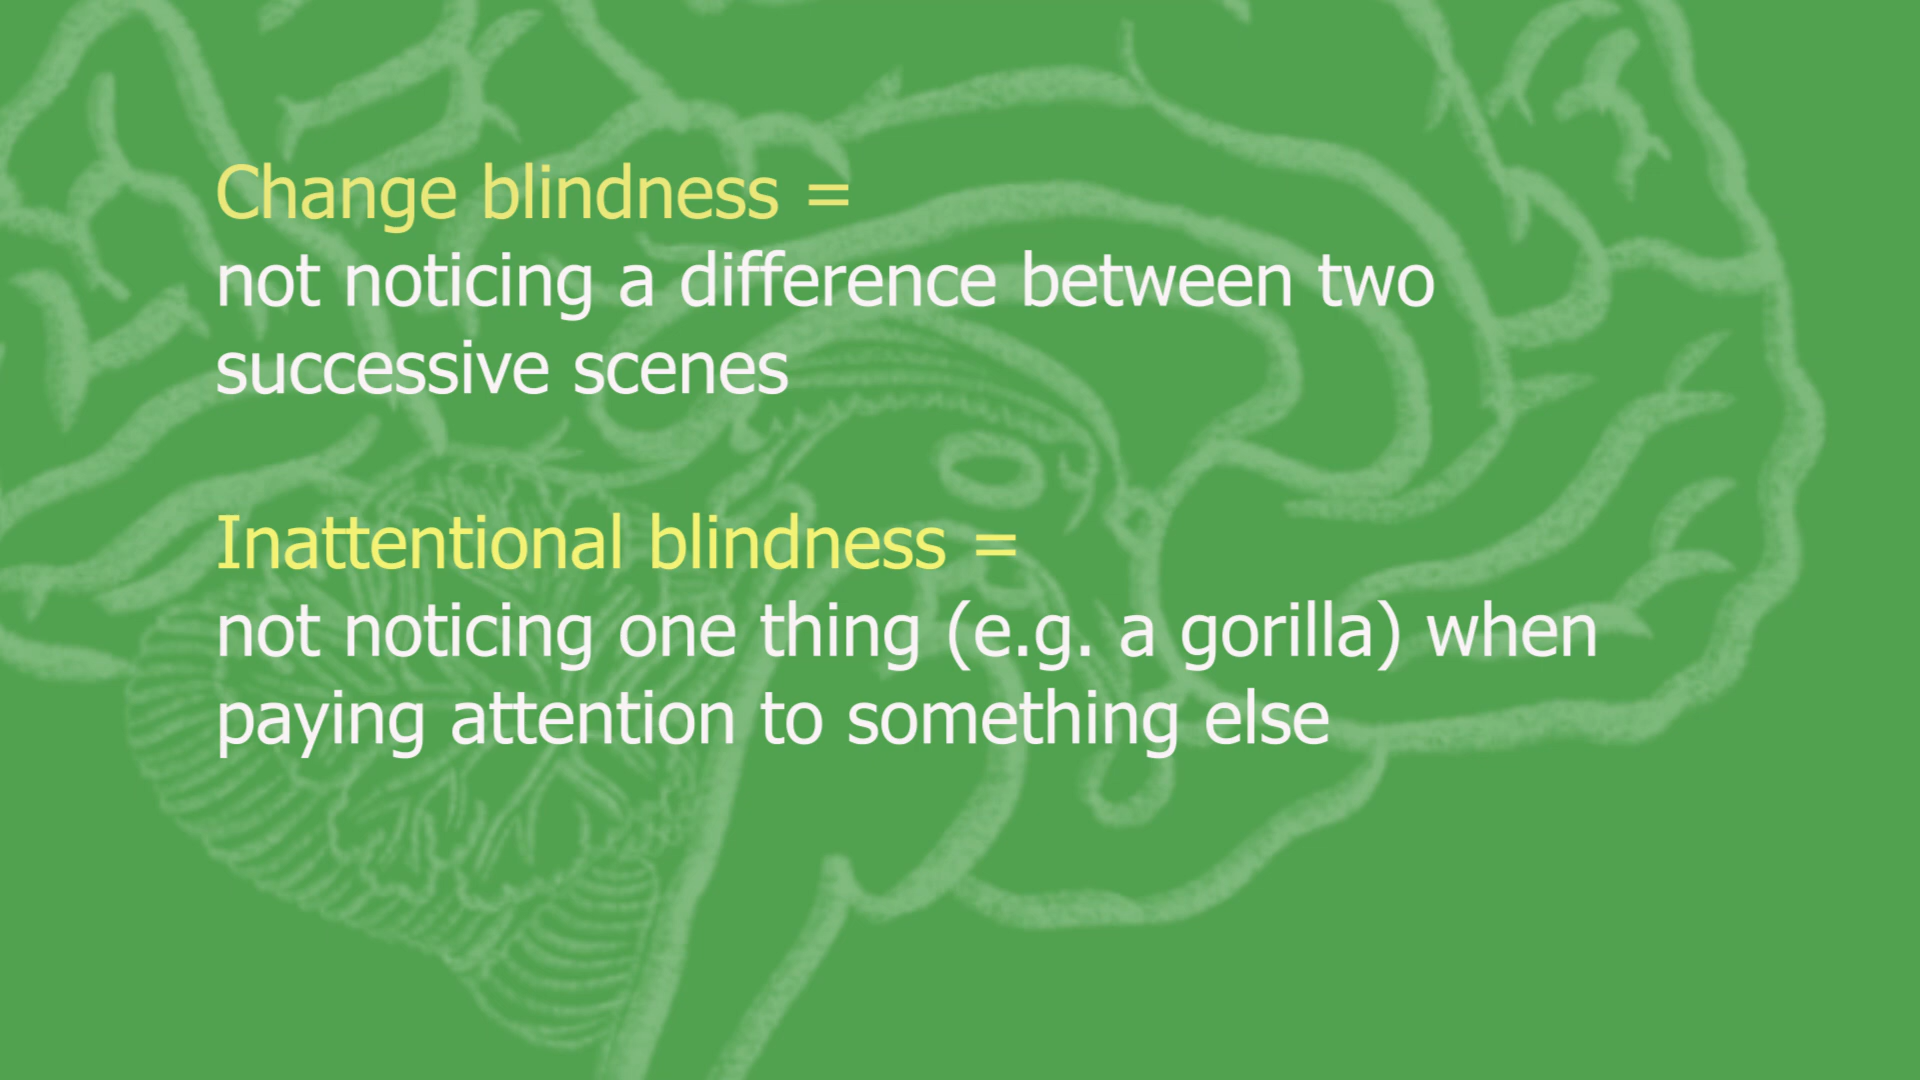 Change blindness =
not noticing a difference between two
successive scenes
Inattentional blindness =
not noticing one thing (e.g. a gorilla) when
paying attention to something else